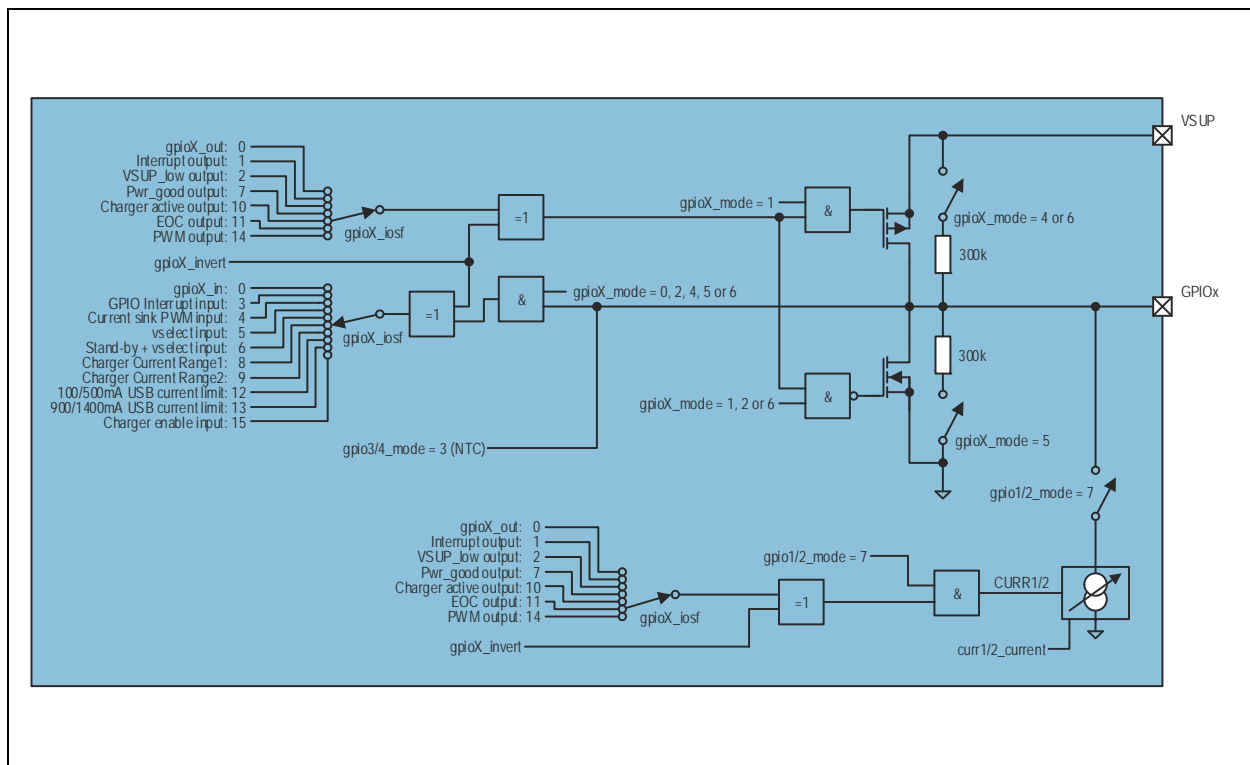 VSUP
gpioX_out: 0
Interrupt output: 1
VSUP_low output: 2
Pwr_good output: 7
Charger active output: 10
EOC output: 11
PWM output: 14
gpioX_iosf
=1
gpioX_mode = 1
&
gpioX_mode = 4 or 6
300k
gpioX_invert
gpioX_in: 0
GPIO Interrupt input: 3
Current sink PWM input: 4
vselect input: 5
Stand-by + vselect input: 6
Charger Current Range1: 8
Charger Current Range2: 9
100/500mA USB current limit: 12
900/1400mA USB current limit: 13
Charger enable input: 15
gpioX_iosf
=1
&
gpioX_mode = 0, 2, 4, 5 or 6
GPIOx
300k
gpioX_mode = 1, 2 or 6
&
gpioX_mode = 5
gpio3/4_mode = 3 (NTC)
gpio1/2_mode = 7
gpioX_out: 0
Interrupt output: 1
VSUP_low output: 2
Pwr_good output: 7
Charger active output: 10
EOC output: 11
PWM output: 14
gpioX_iosf
gpio1/2_mode = 7
=1
&
CURR1/2
gpioX_invert
curr1/2_current